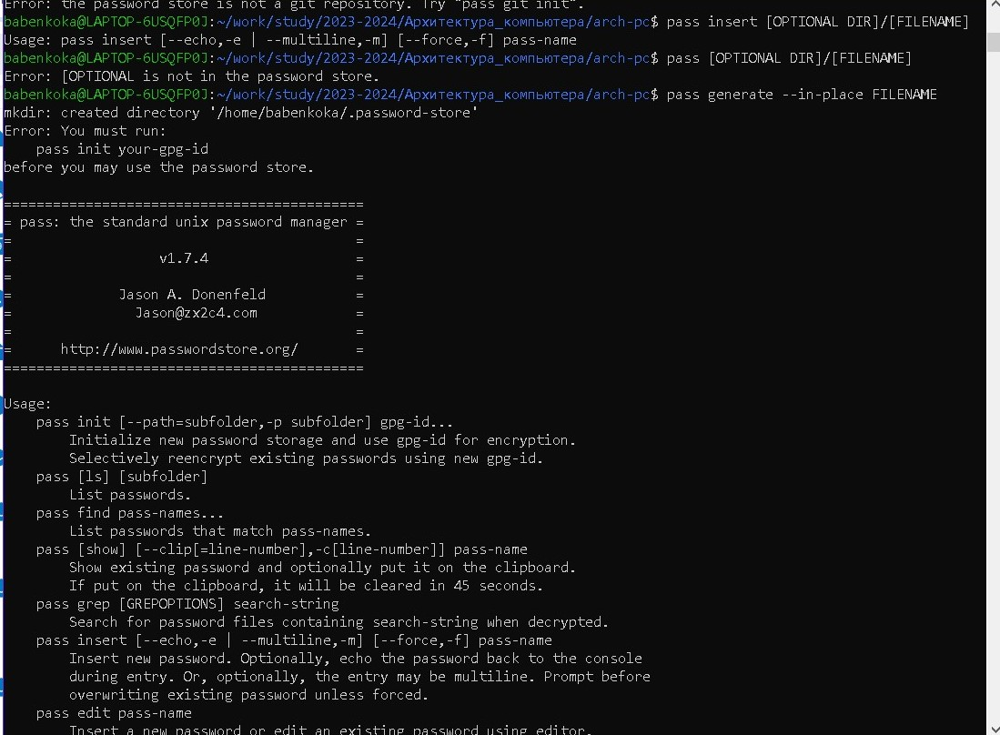 Error: the password store is not a git repository. Try "pass git init".
babenkoka@LAPTOP-6USQFP0J:~/work/study/2023-2024/Архитектура_компьютера/arch-pc$ pass insert [OPTIONAL DIR]/[FILENAME]
Usage: pass insert [--echo,-e | --multiline,-m] [--force,-f] pass-name
babenkoka@LAPTOP-6USQFP0J:~/work/study/2023-2024/Архитектура_компьютера/arch-pc$ pass [OPTIONAL DIR]/[FILENAME]
Error: [OPTIONAL is not in the password store.
babenkoka@LAPTOP-6USQFP0J:~/work/study/2023-2024/Архитектура_компьютера/arch-pc$ pass generate --in-place FILENAME
mkdir: created directory '/home/babenkoka/.password-store'
Error: You must run:
    pass init your-gpg-id
before you may use the password store.

============================================
= pass: the standard unix password manager =
=                                          =
=                  v1.7.4                  =
=                                          =
=             Jason A. Donenfeld           =
=               Jason@zx2c4.com            =
=                                          =
=      http://www.passwordstore.org/       =
============================================

Usage:
    pass init [--path=subfolder,-p subfolder] gpg-id...
        Initialize new password storage and use gpg-id for encryption.
        Selectively reencrypt existing passwords using new gpg-id.
    pass [ls] [subfolder]
        List passwords.
    pass find pass-names...
        List passwords that match pass-names.
    pass [show] [--clip[=line-number],-c[line-number]] pass-name
        Show existing password and optionally put it on the clipboard.
        If put on the clipboard, it will be cleared in 45 seconds.
    pass grep [GREPOPTIONS] search-string
        Search for password files containing search-string when decrypted.
    pass insert [--echo,-e | --multiline,-m] [--force,-f] pass-name
        Insert new password. Optionally, echo the password back to the console
        during entry. Or, optionally, the entry may be multiline. Prompt before
        overwriting existing password unless forced.
    pass edit pass-name
        Insert a new password or edit an existing password using editor.